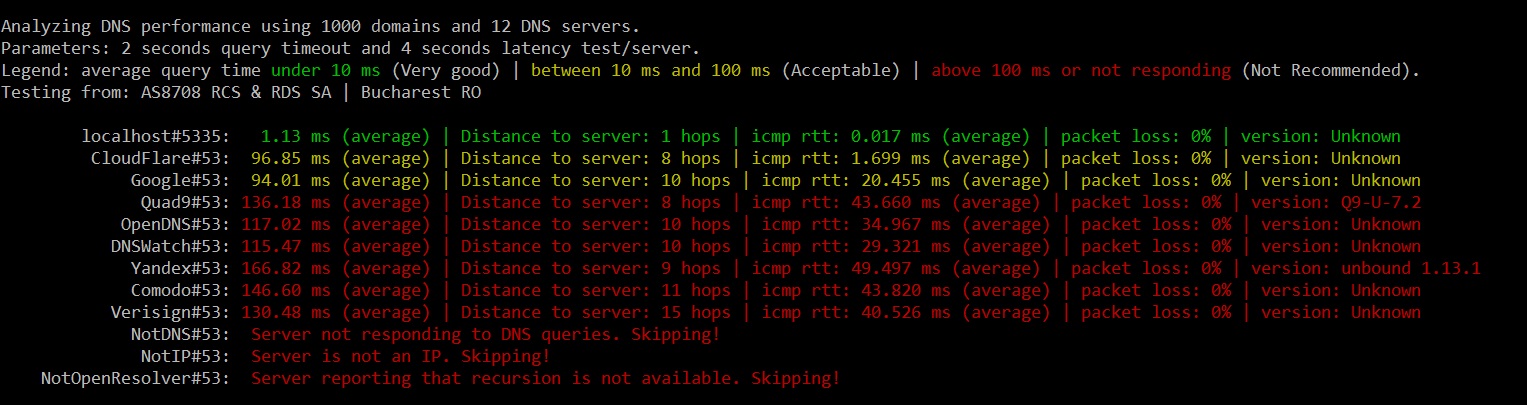 Analyzing DNS performance using 1000 domains and 12 DNS servers.
Parameters: 2 seconds query timeout and 4 seconds latency test/server.
Legend: average query time under 10 ms (Very good) | between 10 ms and 100 ms (Acceptable) | above 100 ms or not responding (Not Recommended).
Testing from: AS8708 RCS & RDS SA | Bucharest RO
localhost#5335: 1.13 ms (average) | Distance to server: 1 hops | icmp rtt: 0.017 ms (average) | packet loss: 0% | version: Unknown
CloudFlare#53: 96.85 ms (average) | Distance to server: 8 hops | icmp rtt: 1.699 ms (average) | packet loss: 0% | version: Unknown
Google#53: 94.01 ms (average) | Distance to server: 10 hops | icmp rtt: 20.455 ms (average) | packet loss: 0% | version: Unknown
Quad9#53: 136.18 ms (average) | Distance to server: 8 hops | icmp rtt: 43.660 ms (average) | packet loss: 0% | version: Q9-U-7.2
OpenDNS#53: 117.02 ms (average) | Distance to server: 10 hops | icmp rtt: 34.967 ms (average) | packet loss: 0% | version: Unknown
DNSWatch#53: 115.47 ms (average) | Distance to server: 10 hops | icmp rtt: 29.321 ms (average) | packet loss: 0% | version: Unknown
Yandex#53: 166.82 ms (average) | Distance to server: 9 hops | icmp rtt: 49.497 ms (average) | packet loss: 0% | version: unbound 1.13.1
Comodo#53: 146.60 ms (average) | Distance to server: 11 hops | icmp rtt: 43.820 ms (average) | packet loss: 0% | version: Unknown
Verisign#53: 130.48 ms (average) | Distance to server: 15 hops | icmp rtt: 40.526 ms (average) | packet loss: 0% | version: Unknown
NotDNS#53: Server not responding to DNS queries. Skipping!
NotIP#53: Server is not an IP. Skipping!
NotOpenResolver#53: Server reporting that recursion is not available. Skipping!